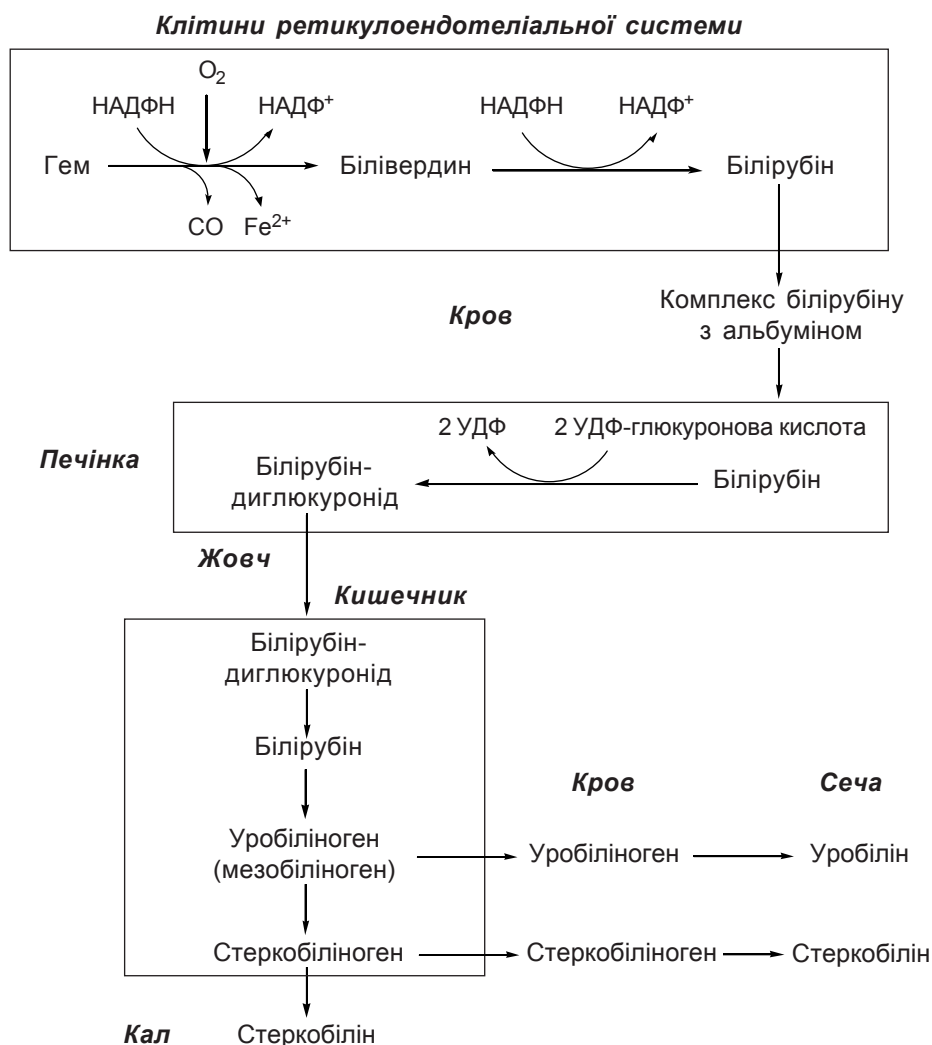 Клітини ретикулоендотеліальної системи
O2
НАДФН НАДФ+ НАДФН НАДФ+
Гем Білівердин Білірубін
CO Fe2+
Комплекс білірубіну
з альбуміном
Кров
2 УДФ 2 УДФ-глюкуронова кислота
Печінка
Білірубін-
диглюкуронід
Білірубін
Жовч
Кишечник
Білірубін-
диглюкуронід
Білірубін
Кров Сеча
Уробіліноген
(мезобіліноген)
Уробіліноген Уробілін
Стеркобіліноген Стеркобіліноген Стеркобілін
Кал Стеркобілін